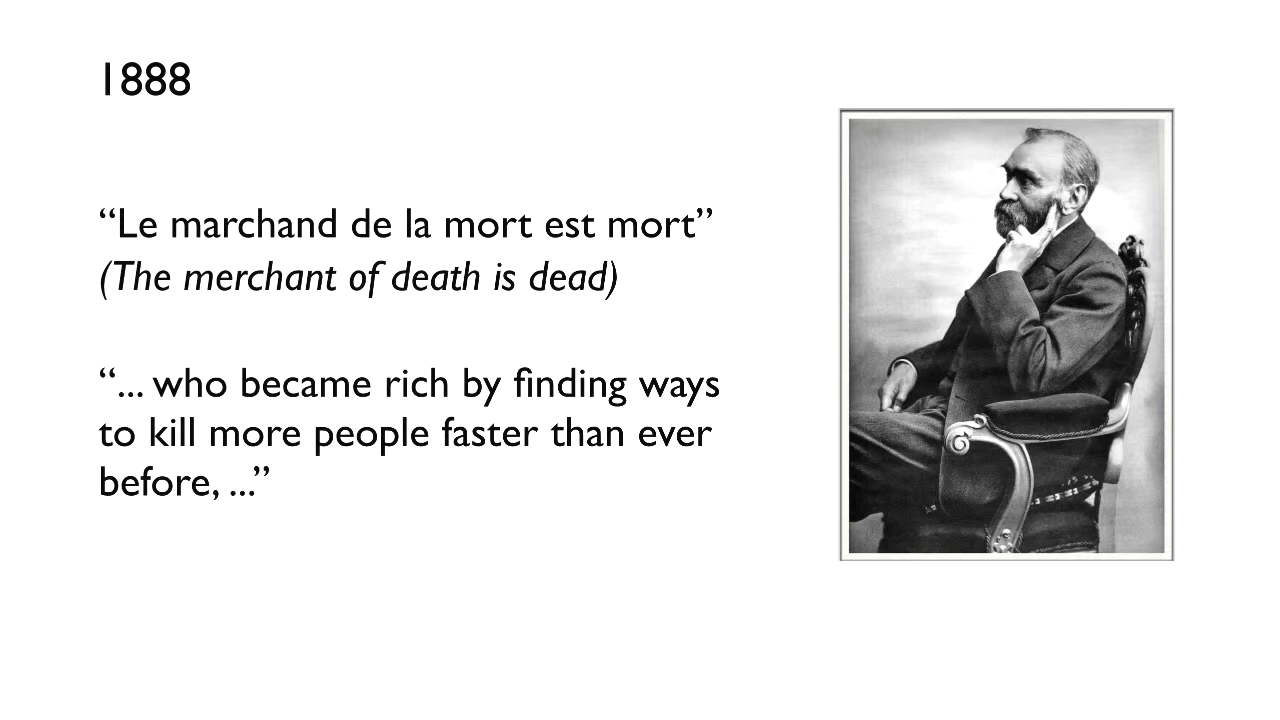 1888
“Le marchand de la mort est mort”
(The merchant of death is dead)
“... who became rich by finding ways
to kill more people faster than ever
before, ...”